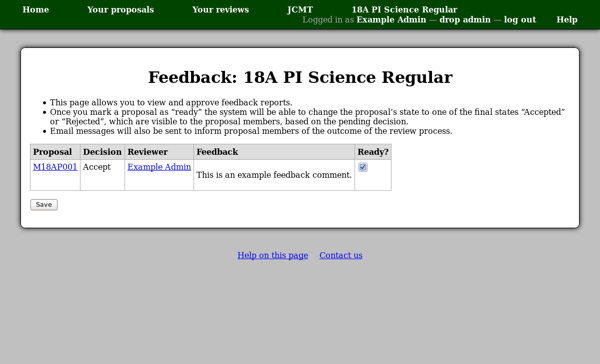 Home Your proposals Your reviews JCMT 18A PI Science Regular
Logged in as Example Admin — drop admin — log out Help
Feedback: 18A PI Science Regular
• This page allows you to view and approve feedback reports.
• Once you mark a proposal as “ready” the system will be able to change the proposal’s state to one of the final states “Accepted”
or “Rejected”, which are visible to the proposal members, based on the pending decision.
• Email messages will also be sent to inform proposal members of the outcome of the review process.
Proposal Decision Reviewer Feedback Ready?
M18AP001 Accept Example Admin
This is an example feedback comment.
Save
Help on this page Contact us